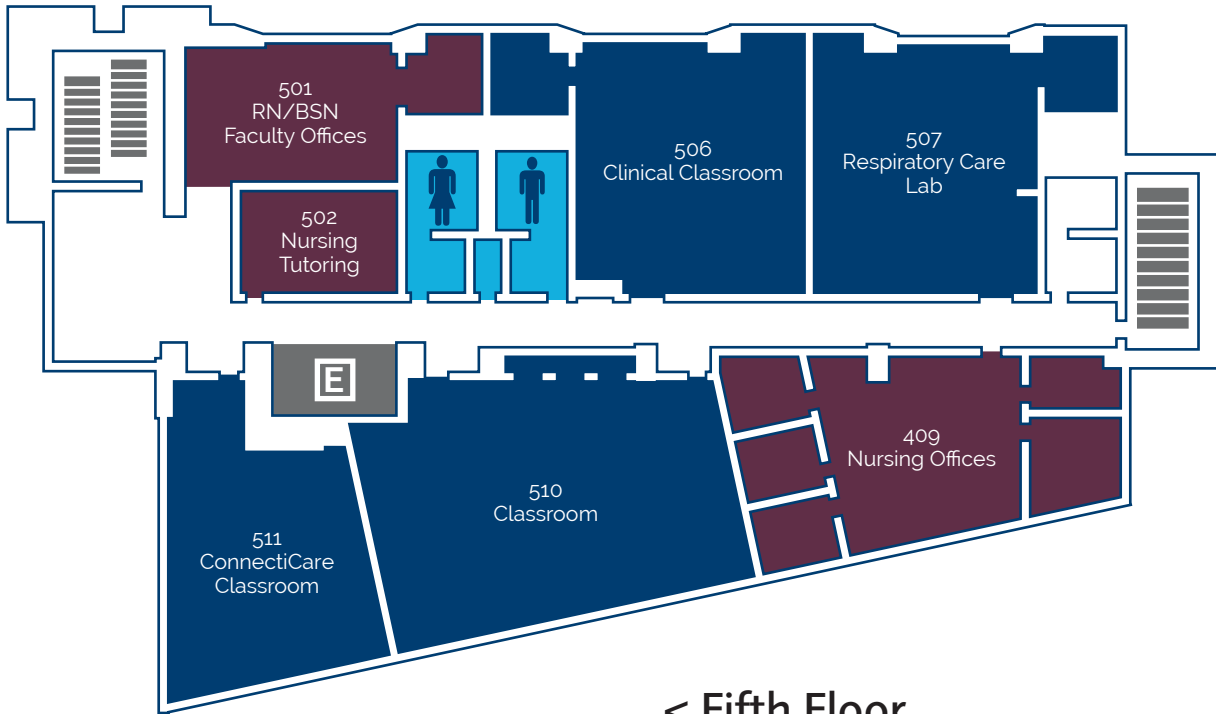 501
RN/BSN
Faculty Offices
502
Nursing
Tutoring
506
Clinical Classroom
507
Respiratory Care
Lab
E
409
Nursing Offices
510
Classroom
511
ConnectiCare
Classroom
< Fifth Floor